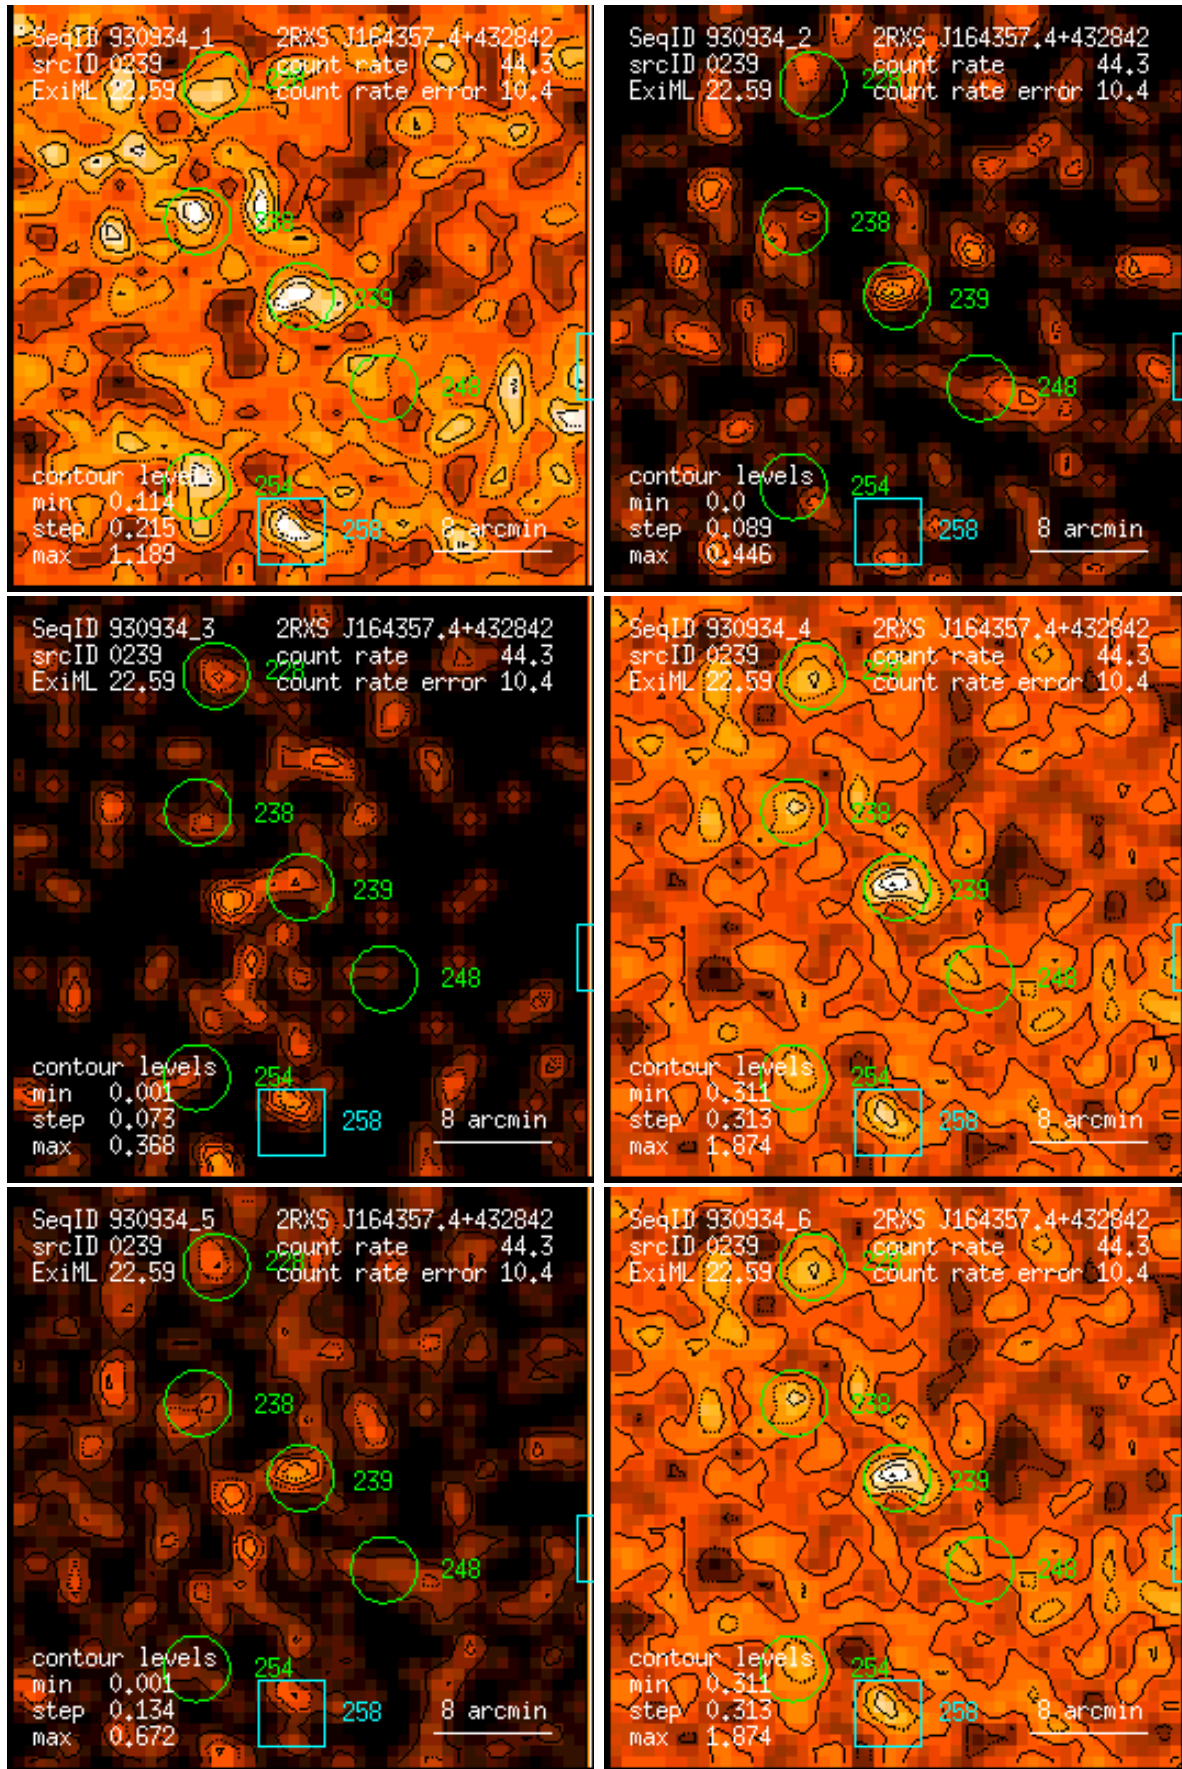 SeqID 930934_1 2RXS J164357.4+432842
srcID 0239 count rate 44.3
ExiML 22.59 228 count rate error 10.4
238
239
248
contour levels
254
min 0.114
step 0.215 258 8 arcmin
max 1.189
SeqID 930934_2 2RXS J164357.4+432842
srcID 0239 count rate 44.3
ExiML 22.59 228 count rate error 10.4
238
239
248
contour levels
254
min 0.0
step 0.089 258 8 arcmin
max 0.446
SeqID 930934_3 2RXS J164357.4+432842
srcID 0239 count rate 44.3
ExiML 22.59 228 count rate error 10.4
238
239
248
contour levels
254
min 0.001
step 0.073 258 8 arcmin
max 0.368
SeqID 930934_4 2RXS J164357.4+432842
srcID 0239 count rate 44.3
ExiML 22.59 228 count rate error 10.4
238
239
248
contour levels
254
min 0.311
step 0.313 258 8 arcmin
max 1.874
SeqID 930934_5 2RXS J164357.4+432842
srcID 0239 count rate 44.3
ExiML 22.59 228 count rate error 10.4
238
239
248
contour levels
254
min 0.001
step 0.134 258 8 arcmin
max 0.672
SeqID 930934_6 2RXS J164357.4+432842
srcID 0239 count rate 44.3
ExiML 22.59 228 count rate error 10.4
238
239
248
contour levels
254
min 0.311
step 0.313 258 8 arcmin
max 1.874